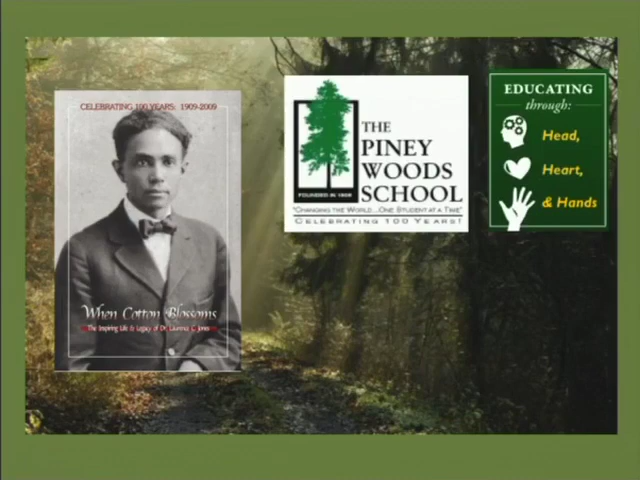 CELEBRATING 100 YEARS: 1909-2009
When Cotton Blossoms
The Inspiring Life & Legacy of Dr. Laurence C. Jones
THE
PINEY
WOODS
SCHOOL
FOUNDED IN 1909
"CHANGING THE WORLD...ONE STUDENT AT A TIME"
CELEBRATING 100 YEARS!
EDUCATING
through:
Head,
Heart,
& Hands